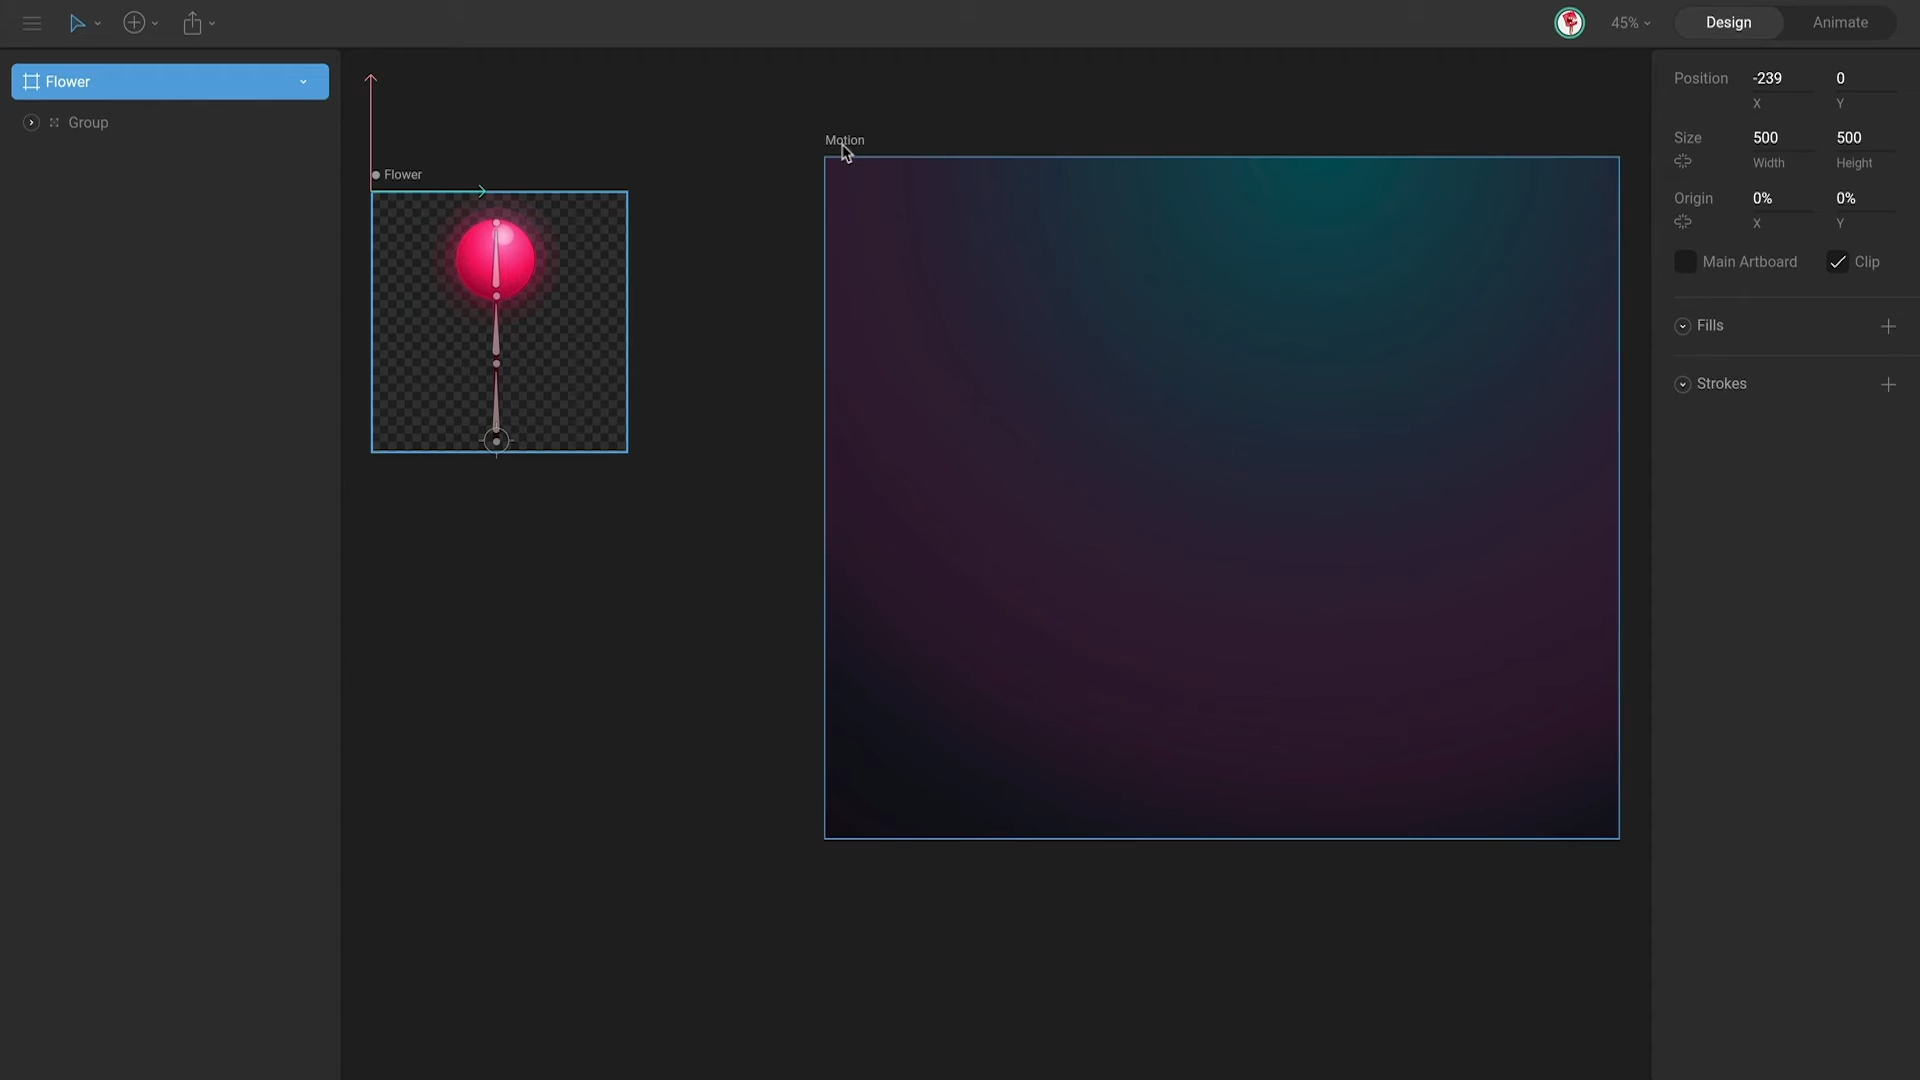 45%
Design
Animate
Flower
Group
Flower
Motion
Position -239 0
X Y
Size 500 500
Width Height
Origin 0% 0%
X Y
Main Artboard Clip
Fills
Strokes